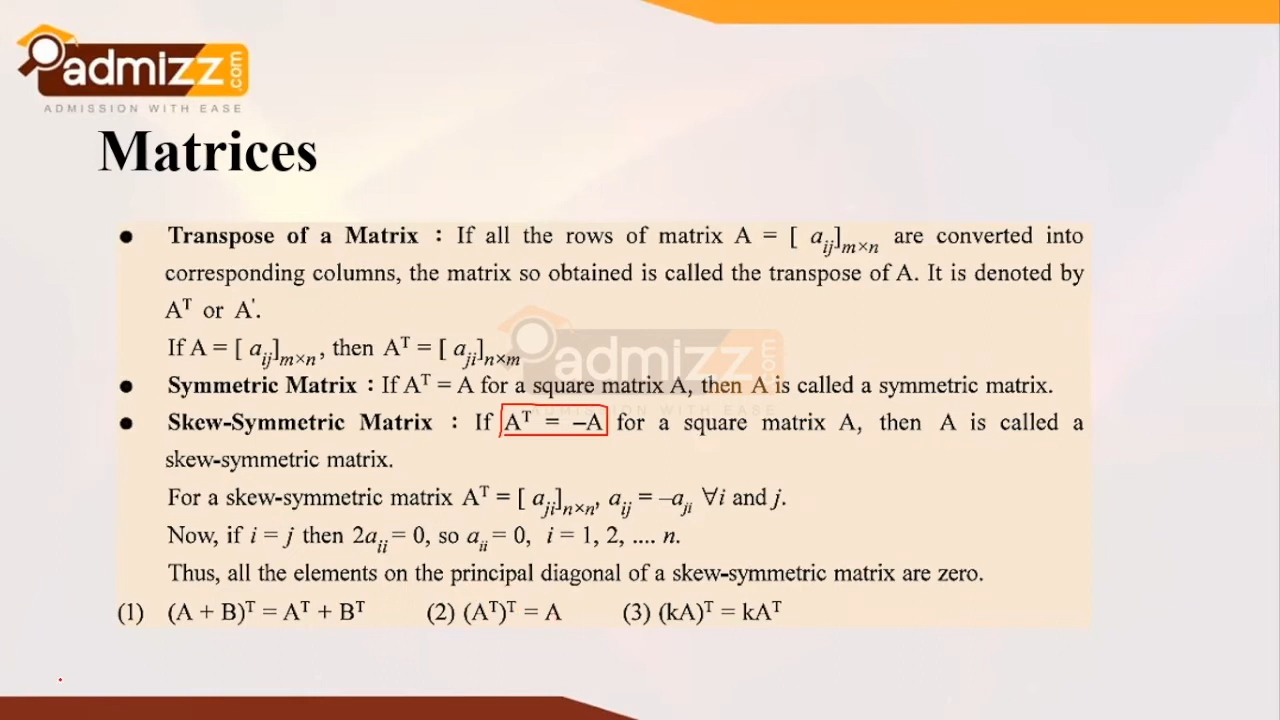 admizz.com
ADMISSION WITH EASE
Matrices
● Transpose of a Matrix : If all the rows of matrix A = [ aᵢⱼ]ₘ×ₙ are converted into
corresponding columns, the matrix so obtained is called the transpose of A. It is denoted by
Aᵀ or A'.
If A = [ aᵢⱼ]ₘ×ₙ, then Aᵀ = [ aⱼᵢ]ₙ×ₘ
admizz.com
● Symmetric Matrix : If Aᵀ = A for a square matrix A, then A is called a symmetric matrix.
ADMISSION WITH EASE
● Skew-Symmetric Matrix : If Aᵀ = –A for a square matrix A, then A is called a
skew-symmetric matrix.
For a skew-symmetric matrix Aᵀ = [ aⱼᵢ]ₙ×ₙ, aᵢⱼ = –aⱼᵢ ∀i and j.
Now, if i = j then 2aᵢᵢ = 0, so aᵢᵢ = 0, i = 1, 2, .... n.
Thus, all the elements on the principal diagonal of a skew-symmetric matrix are zero.
(1) (A + B)ᵀ = Aᵀ + Bᵀ (2) (Aᵀ)ᵀ = A (3) (kA)ᵀ = kAᵀ